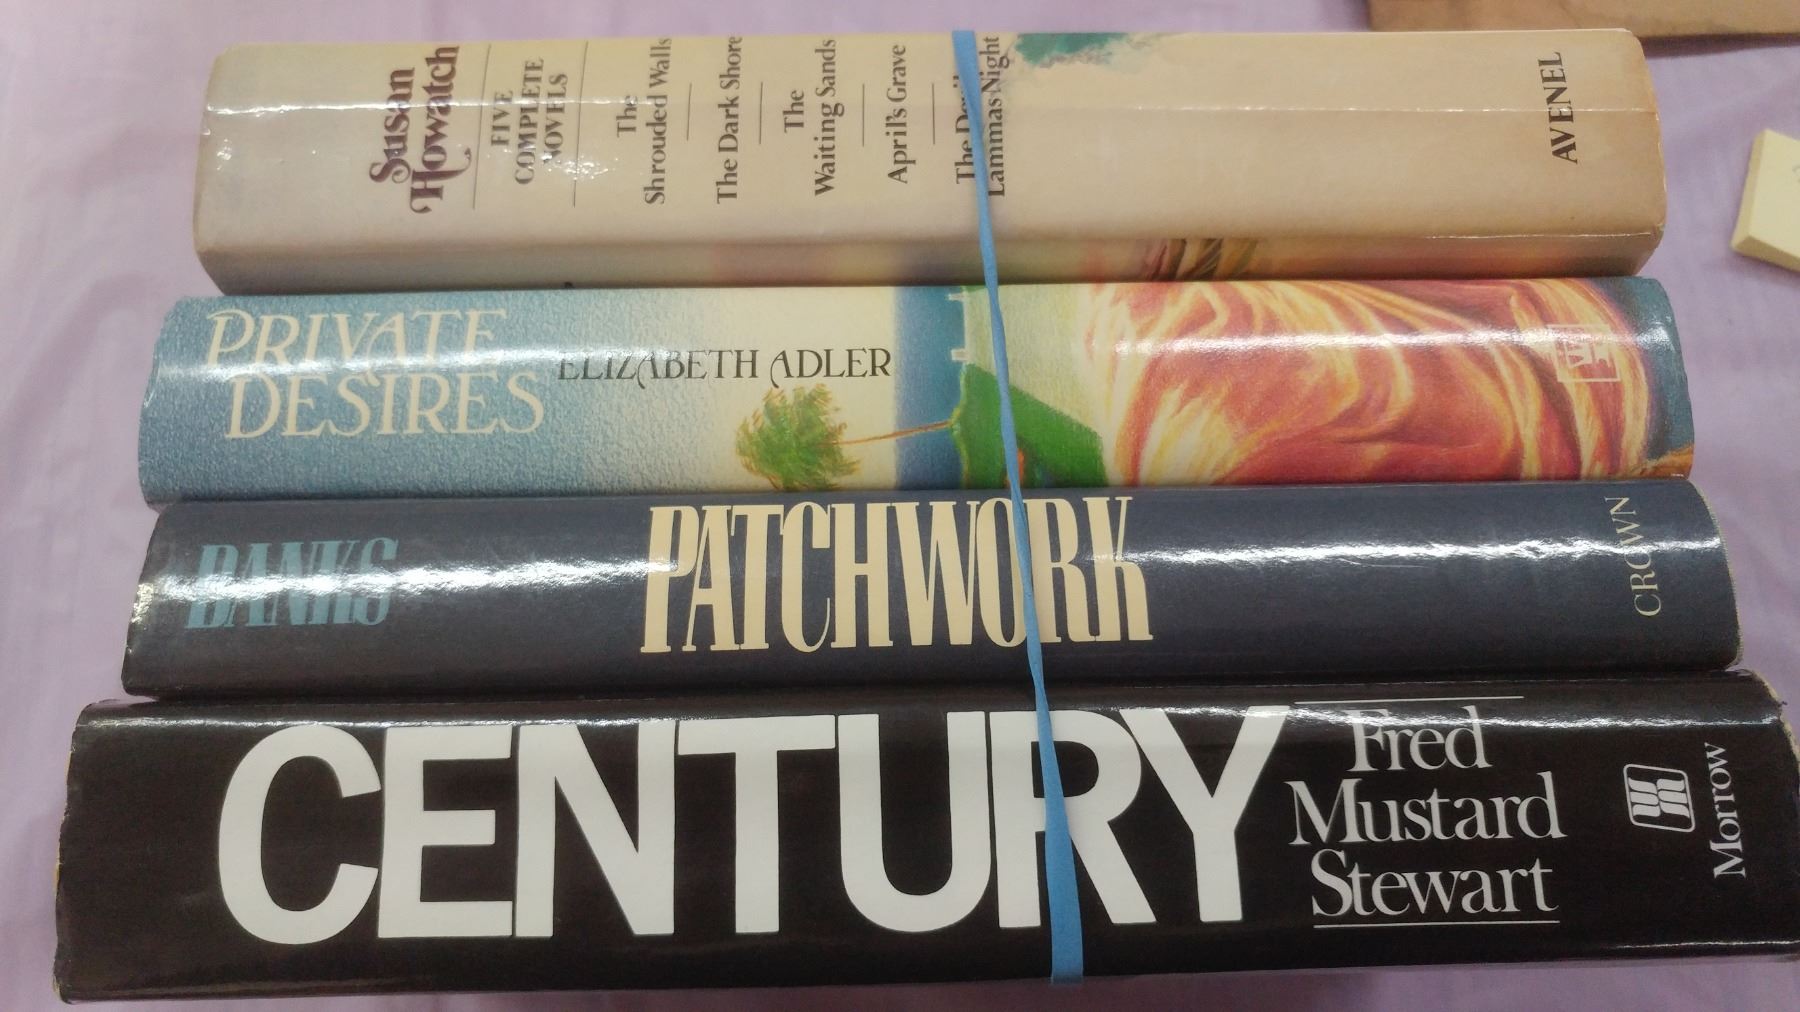 Susan
Howatch
FIVE
COMPLETE
NOVELS
The
Shrouded Walls
The Dark Shore
The
Waiting Sands
April's Grave
The
Lammas Night
AVENEL
PRIVATE
DESIRES
ELIZABETH ADLER
BANKS
PATCHWORK
CROWN
CENTURY
Fred
Mustard
Stewart
Morrow